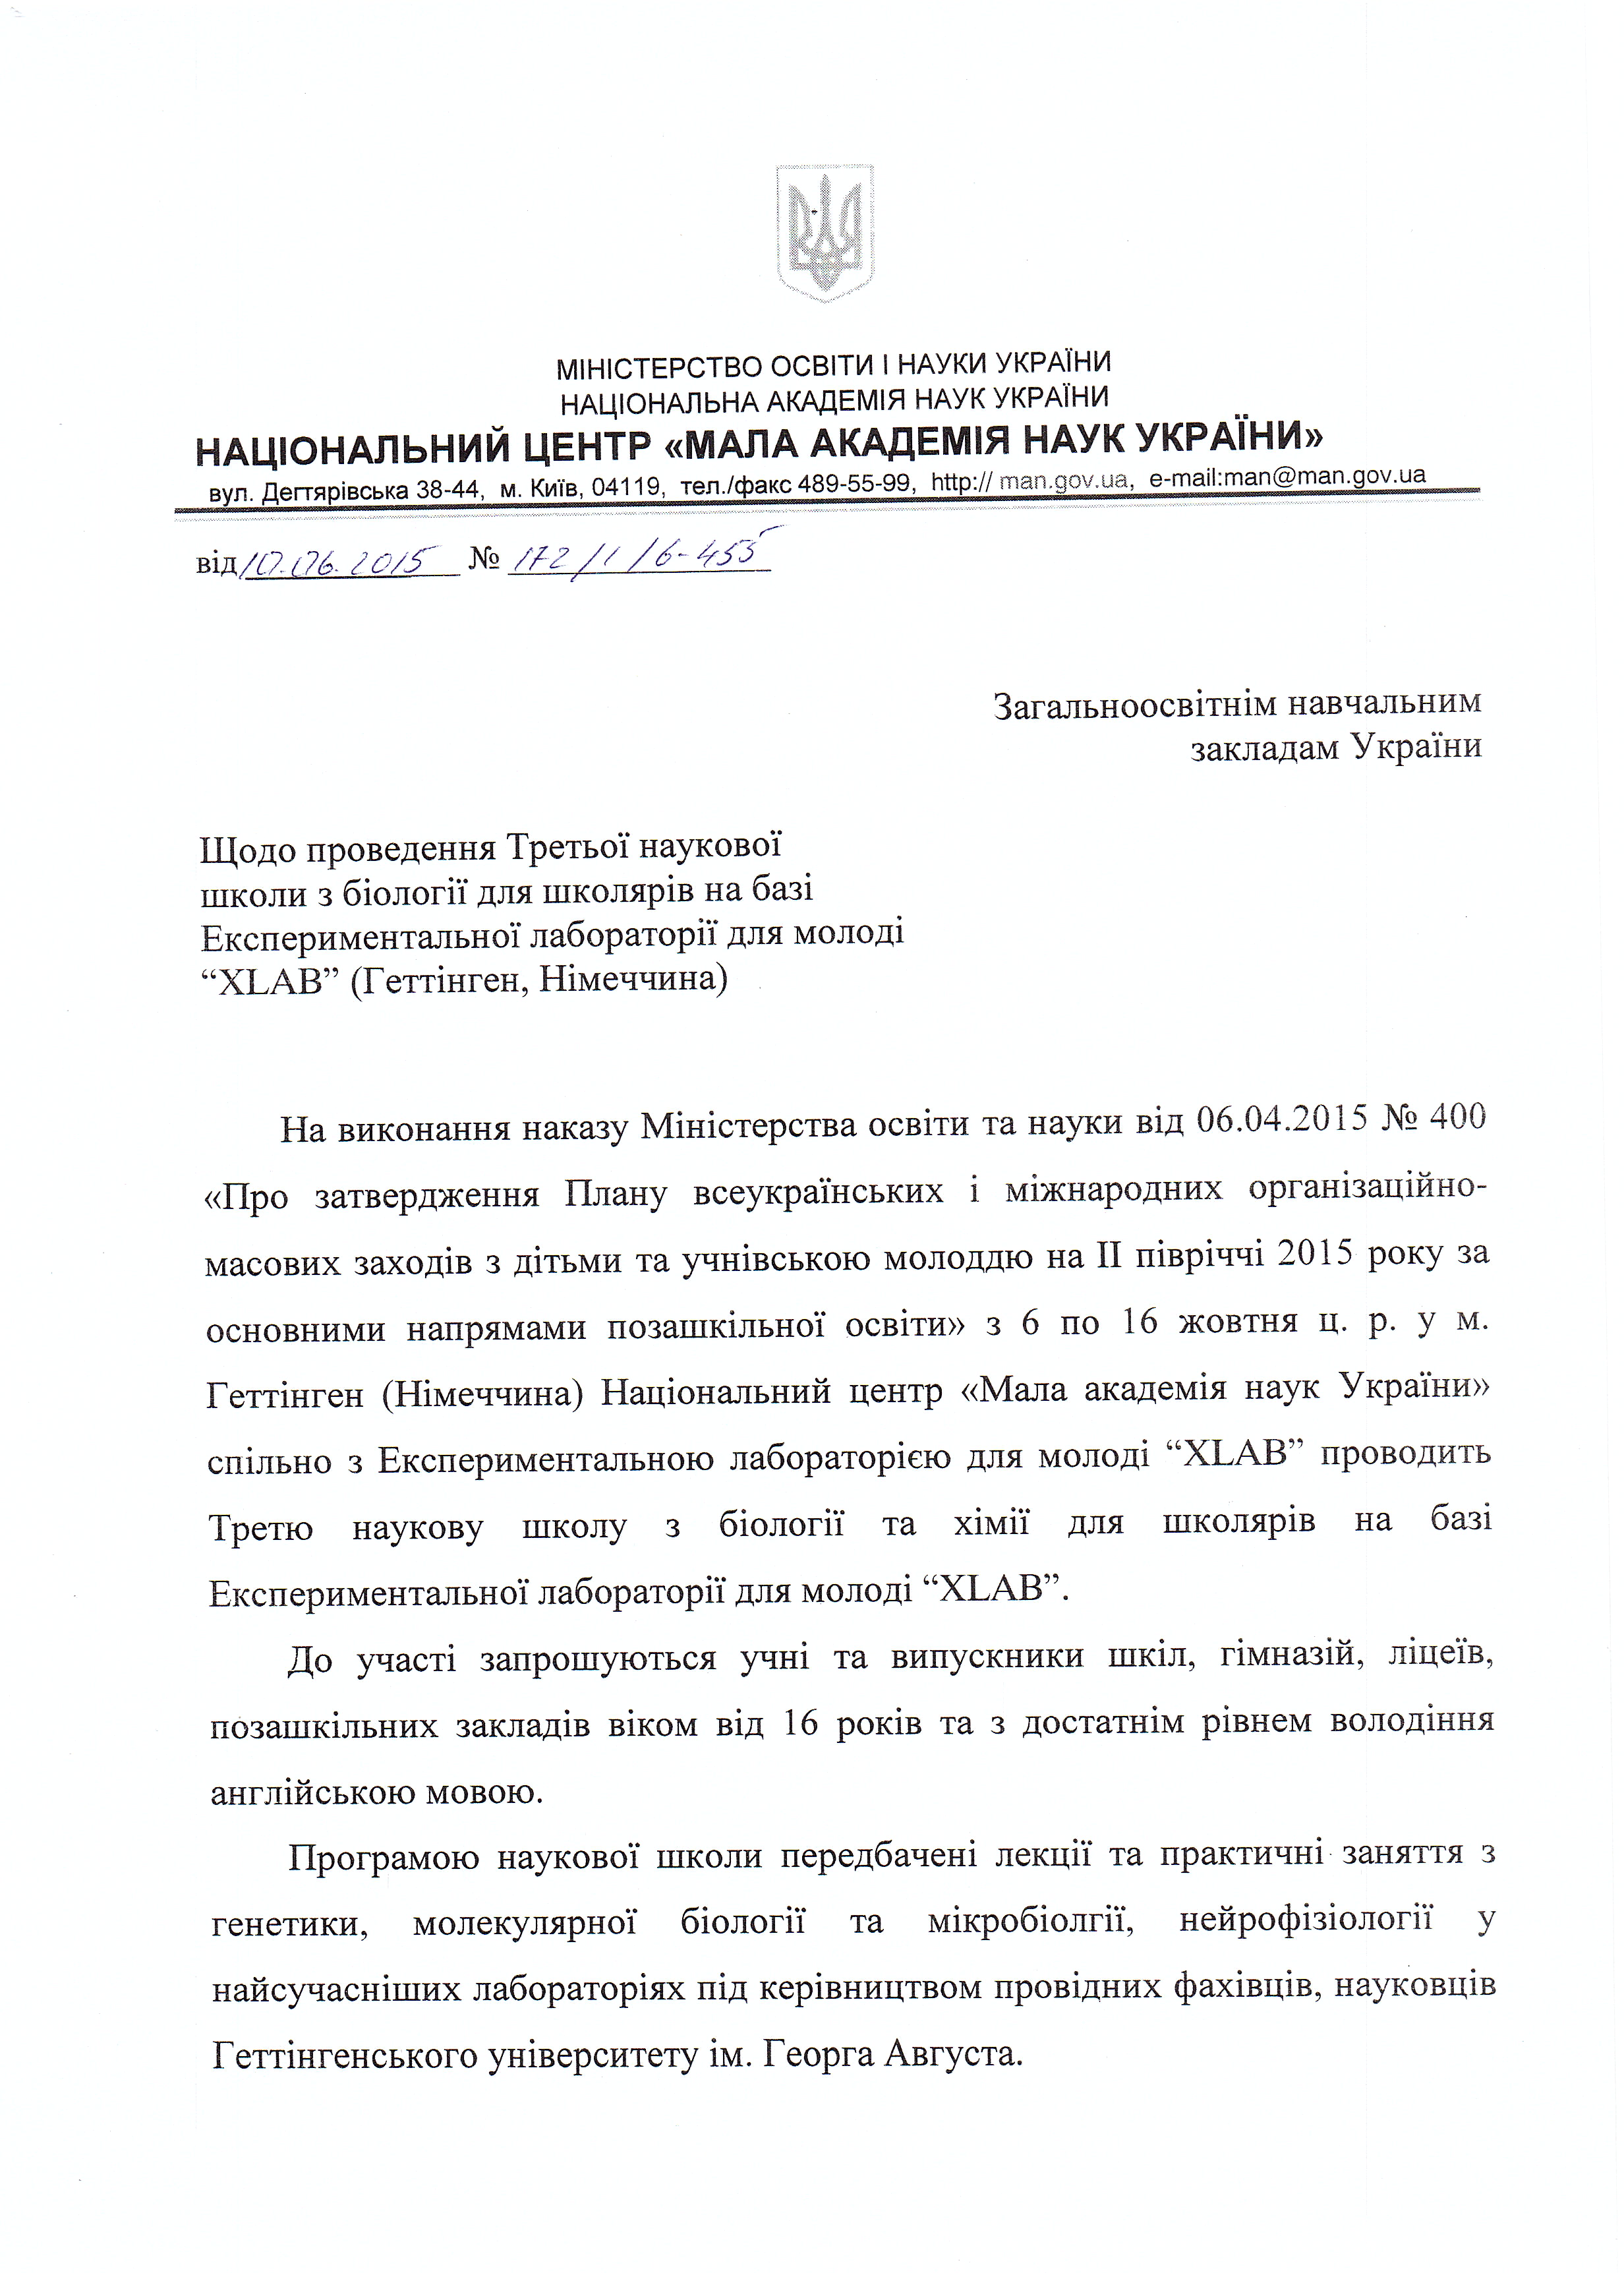 МІНІСТЕРСТВО ОСВІТИ І НАУКИ УКРАЇНИ
НАЦІОНАЛЬНА АКАДЕМІЯ НАУК УКРАЇНИ
НАЦІОНАЛЬНИЙ ЦЕНТР «МАЛА АКАДЕМІЯ НАУК УКРАЇНИ»
вул. Дегтярівська 38-44, м. Київ, 04119, тел./факс 489-55-99, http:// man.gov.ua, e-mail:man@man.gov.ua
від 10.06.2015 № 172/1/6-455
Загальноосвітнім навчальним
закладам України
Щодо проведення Третьої наукової
школи з біології для школярів на базі
Експериментальної лабораторії для молоді
“XLAB” (Геттінген, Німеччина)
На виконання наказу Міністерства освіти та науки від 06.04.2015 № 400
«Про затвердження Плану всеукраїнських і міжнародних організаційно-
масових заходів з дітьми та учнівською молоддю на ІІ півріччі 2015 року за
основними напрямами позашкільної освіти» з 6 по 16 жовтня ц. р. у м.
Геттінген (Німеччина) Національний центр «Мала академія наук України»
спільно з Експериментальною лабораторією для молоді “XLAB” проводить
Третю наукову школу з біології та хімії для школярів на базі
Експериментальної лабораторії для молоді “XLAB”.
До участі запрошуються учні та випускники шкіл, гімназій, ліцеїв,
позашкільних закладів віком від 16 років та з достатнім рівнем володіння
англійською мовою.
Програмою наукової школи передбачені лекції та практичні заняття з
генетики, молекулярної біології та мікробіолгії, нейрофізіології у
найсучасніших лабораторіях під керівництвом провідних фахівців, науковців
Геттінгенського університету ім. Георга Августа.